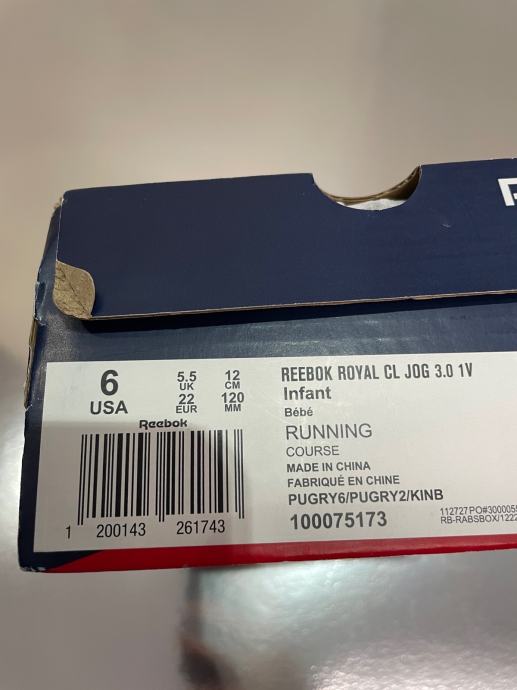 6
USA
5.5
UK
22
EUR
12
CM
120
MM
Reebok
1 200143 261743
REEBOK ROYAL CL JOG 3.0 1V
Infant
Bébé
RUNNING
COURSE
MADE IN CHINA
FABRIQUÉ EN CHINE
PUGRY6/PUGRY2/KINB
100075173